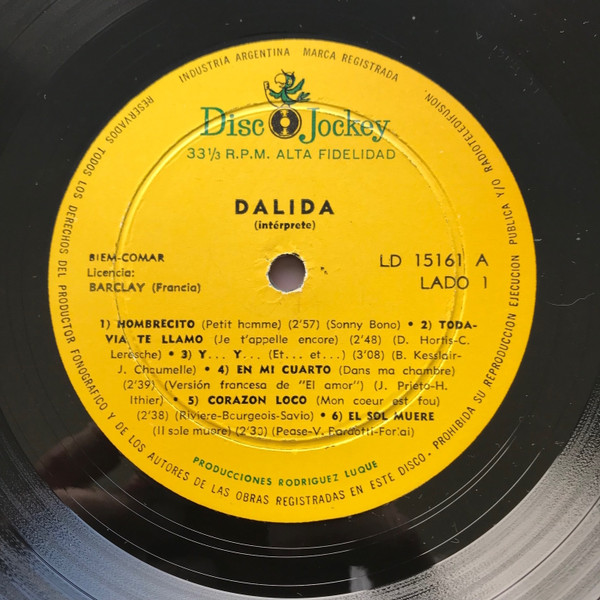 INDUSTRIA ARGENTINA MARCA REGISTRADA
Disc Jockey
33 1/3 R.P.M. ALTA FIDELIDAD
DALIDA
(intérprete)
BIEM-COMAR
Licencia:
BARCLAY (Francia)
LD 15161 A
LADO 1
1) HOMBRECITO (Petit homme) (2'57) (Sonny Bono) • 2) TODA-
VIA TE LLAMO (Je t'appelle encore) (2'48) (D. Hortis-C.
Leresche) • 3) Y... Y... (Et... et...) (3'08) (B. Kesslair-
J. Chaumelle) • 4) EN MI CUARTO (Dans ma chambre)
(2'39) (Versión francesa de "El amor") (J. Prieto-H.
Ithier) • 5) CORAZON LOCO (Mon coeur est fou)
(2'38) (Riviere-Bourgeois-Savio) • 6) EL SOL MUERE
(Il sole muore) (2'30) (Pease-V. Pardotti-Forlai)
PRODUCCIONES RODRIGUEZ LUQUE
RESERVADOS TODOS LOS DERECHOS DEL PRODUCTOR FONOGRAFICO Y DE LOS AUTORES DE LAS OBRAS REGISTRADAS EN ESTE DISCO. PROHIBIDA SU REPRODUCCION EJECUCION PUBLICA Y/O RADIOTELEDIFUSION.